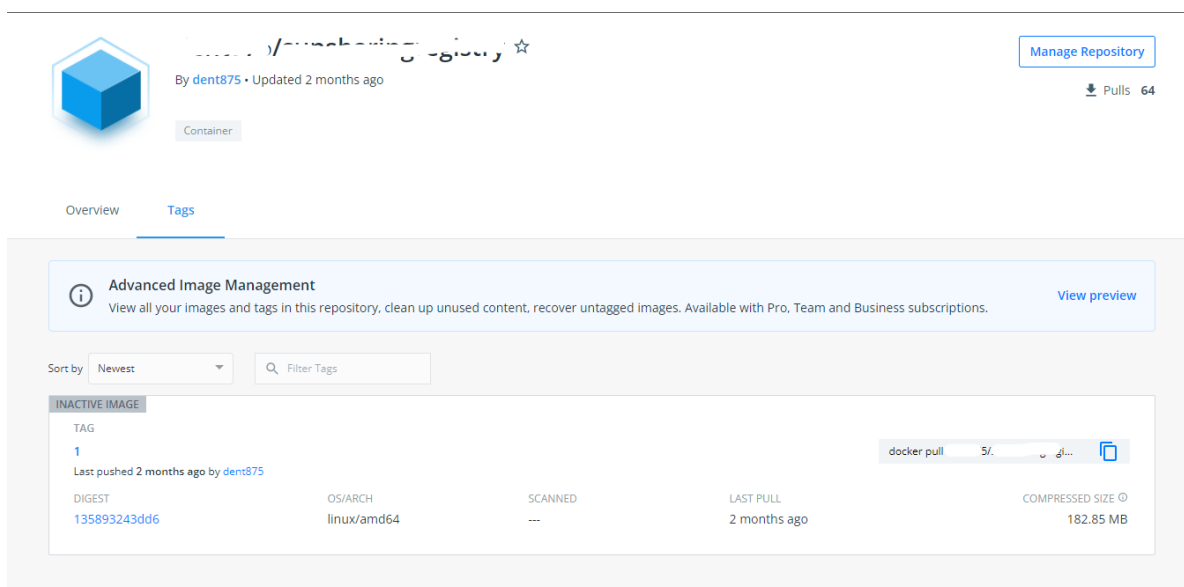 By dent875 • Updated 2 months ago
Manage Repository
Pulls 64
Container
Overview
Tags
Advanced Image Management
View all your images and tags in this repository, clean up unused content, recover untagged images. Available with Pro, Team and Business subscriptions.
View preview
Sort by Newest
Filter Tags
INACTIVE IMAGE
TAG
1
docker pull
Last pushed 2 months ago by dent875
DIGEST OS/ARCH SCANNED LAST PULL COMPRESSED SIZE
135893243dd6 linux/amd64 --- 2 months ago 182.85 MB